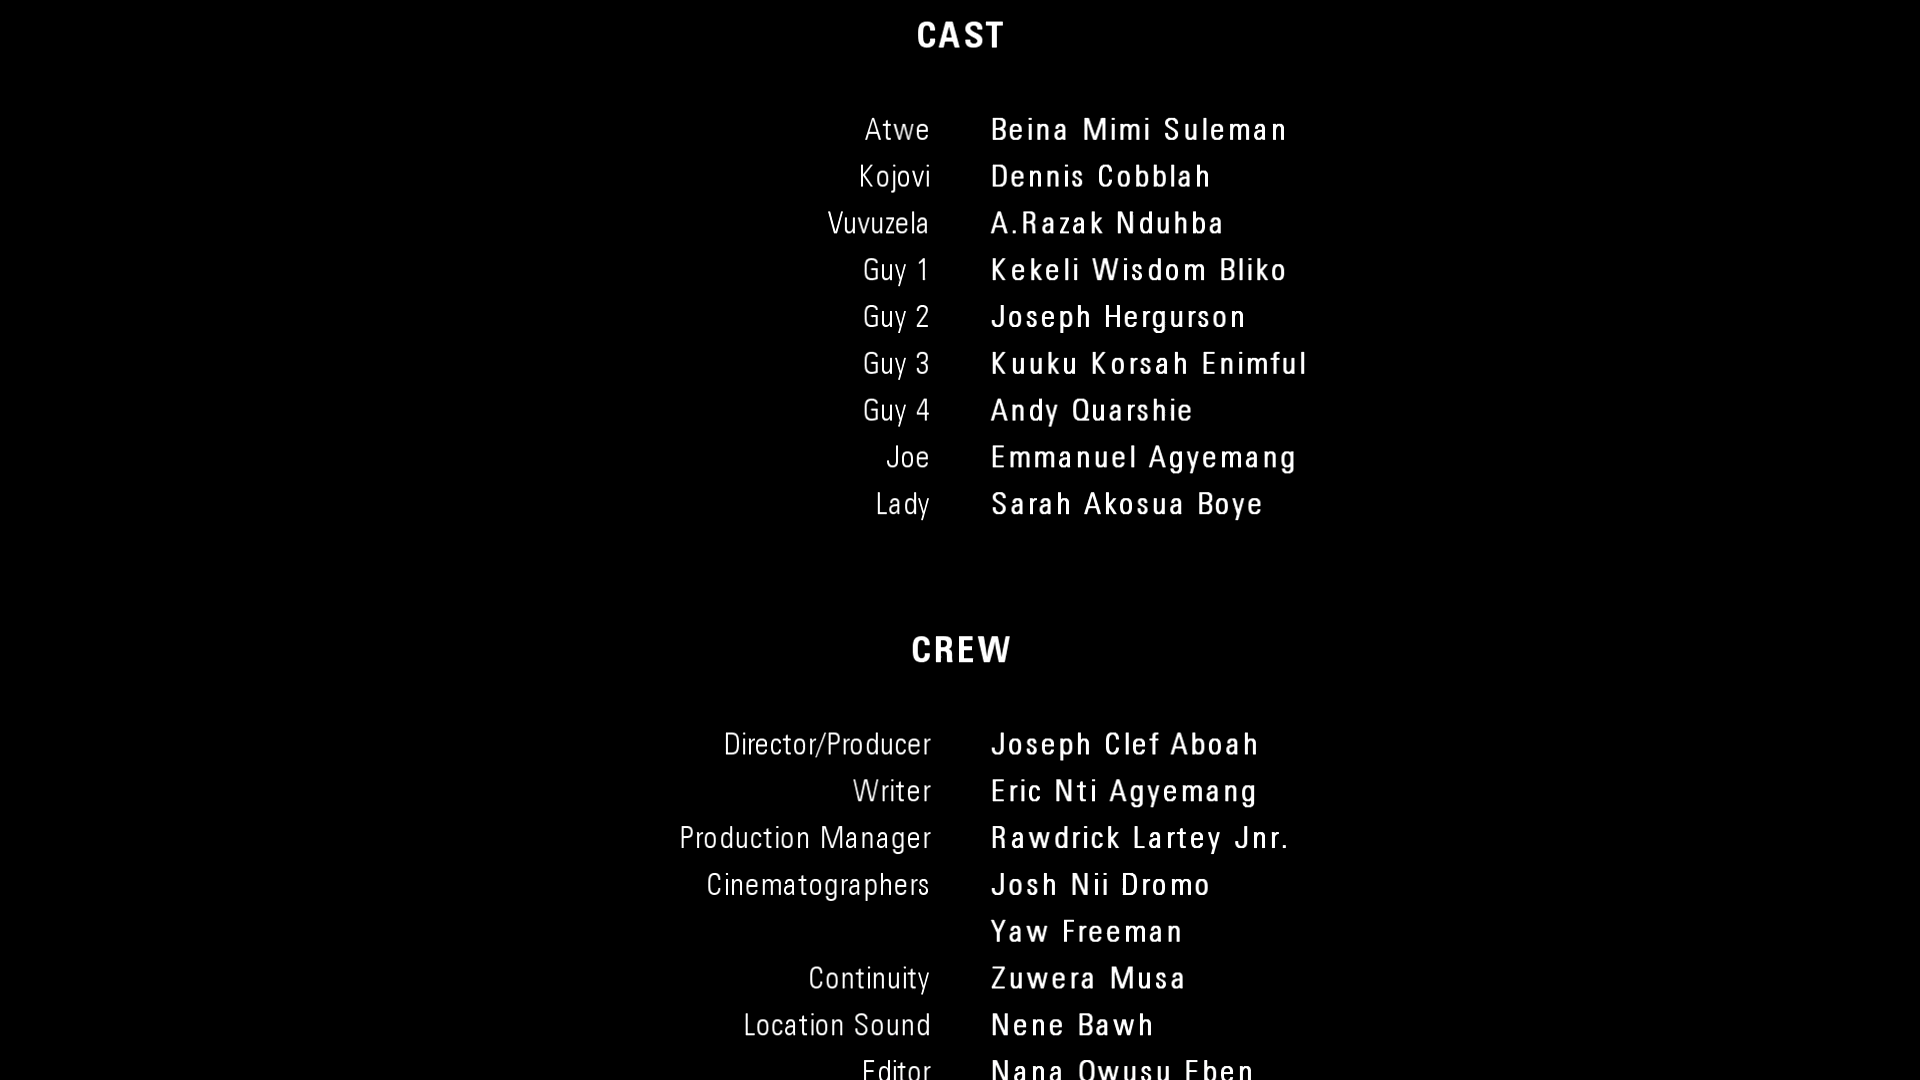 CAST
Atwe Beina Mimi Suleman
Kojovi Dennis Cobblah
Vuvuzela A.Razak Nduhba
Guy 1 Kekeli Wisdom Bliko
Guy 2 Joseph Hergurson
Guy 3 Kuuku Korsah Enimful
Guy 4 Andy Quarshie
Joe Emmanuel Agyemang
Lady Sarah Akosua Boye
CREW
Director/Producer Joseph Clef Aboah
Writer Eric Nti Agyemang
Production Manager Rawdrick Lartey Jnr.
Cinematographers Josh Nii Dromo
Yaw Freeman
Continuity Zuwera Musa
Location Sound Nene Bawh
Editor Nana Owusu Eben